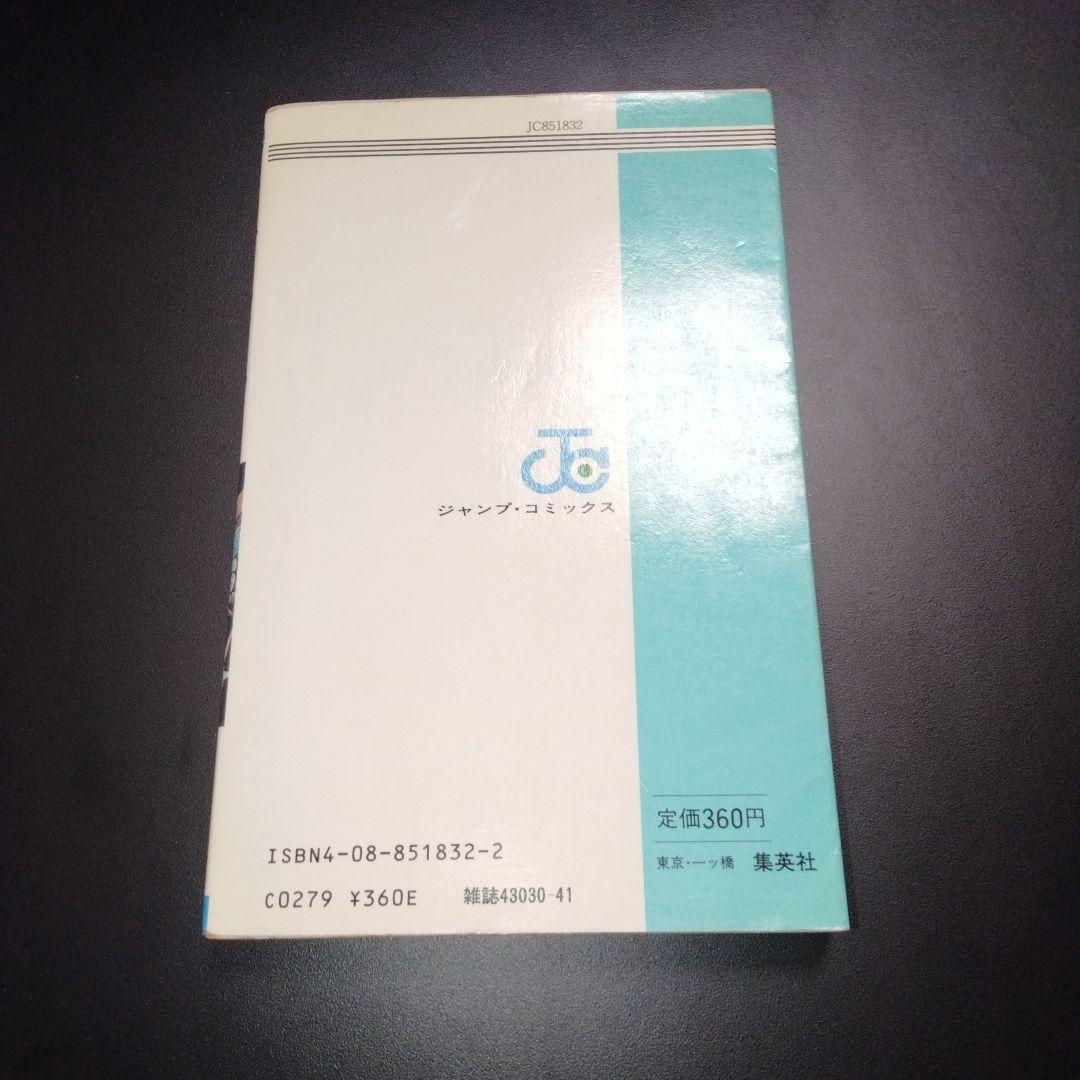 JC851832
JC
ジャンプ・コミックス
定価360円
東京・一ッ橋 集英社
ISBN4-08-851832-2
C0279 ¥360E 雑誌43030-41